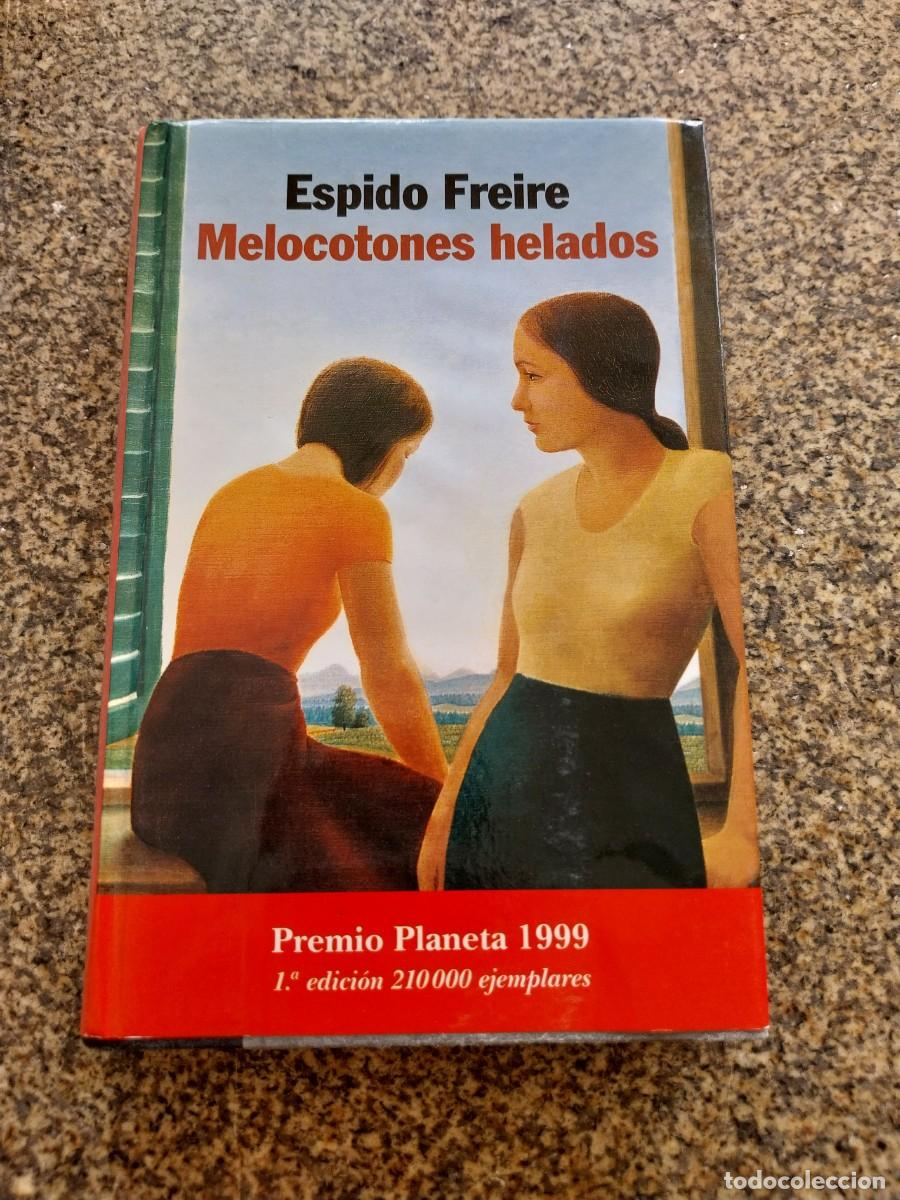 Espido Freire
Melocotones helados
Premio Planeta 1999
1.ª edición 210 000 ejemplares
todocoleccion